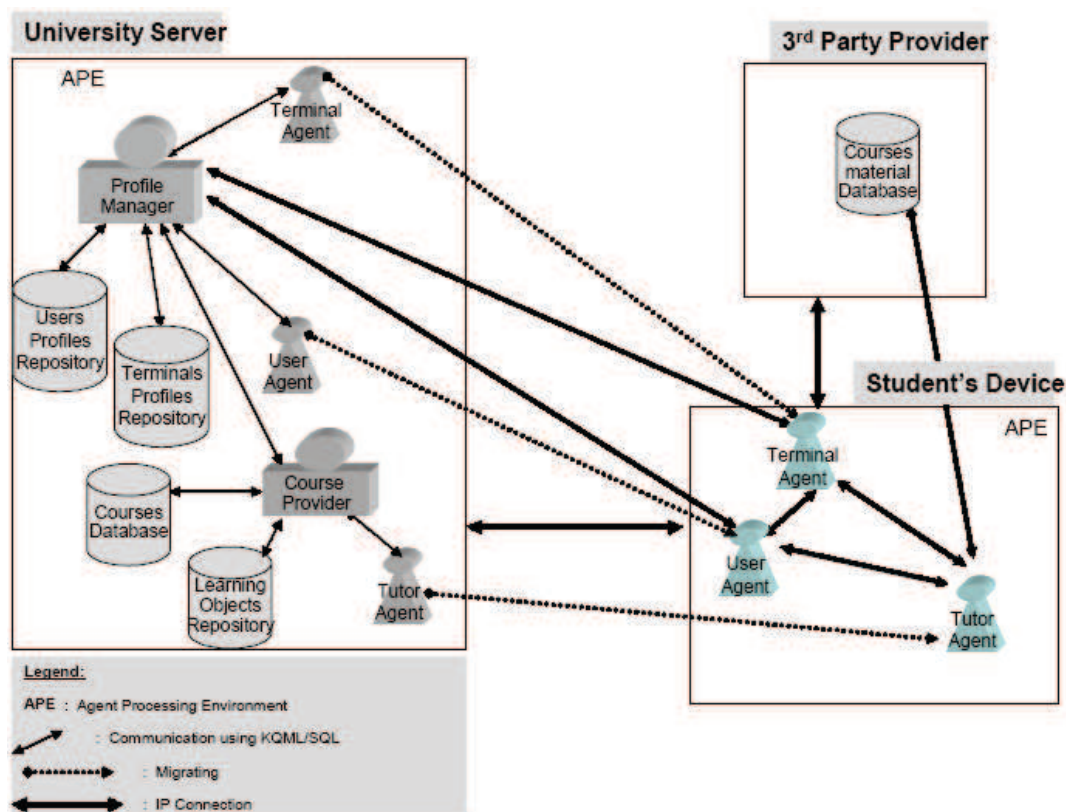 University Server
APE
Terminal
Agent
Profile
Manager
Users
Profiles
Repository
Terminals
Profiles
Repository
User
Agent
Course
Provider
Courses
Database
Learning
Objects
Repository
Tutor
Agent
3rd Party Provider
Courses
material
Database
Student's Device
APE
Terminal
Agent
User
Agent
Tutor
Agent
Legend:
APE : Agent Processing Environment
: Communication using KQML/SQL
: Migrating
: IP Connection